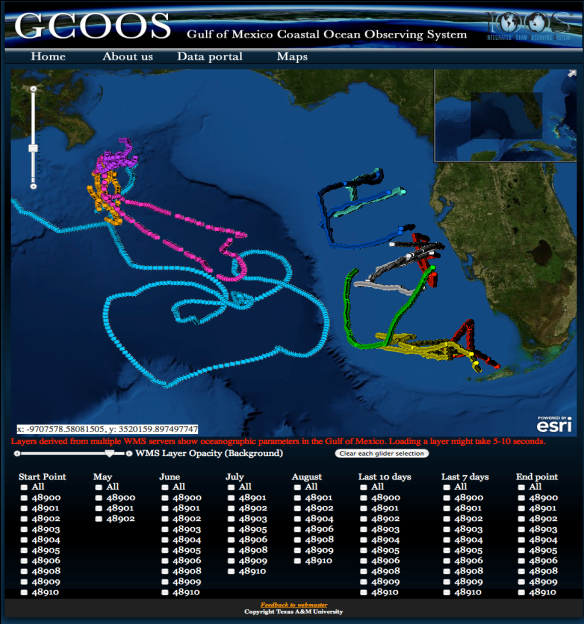 GCOOS Gulf of Mexico Coastal Ocean Observing System IOOS
INTEGRATED OCEAN OBSERVING SYSTEM
Home About us Data portal Maps
POWERED BY
esri
x: -9707578.58081505, y: 3520159.897497747
Layers derived from multiple WMS servers show oceanographic parameters in the Gulf of Mexico. Loading a layer might take 5-10 seconds.
WMS Layer Opacity (Background) Clear each glider selection
Start Point May June July August Last 10 days Last 7 days End point
All All All All All All All All
48900 48900 48900 48901 48901 48900 48900 48900
48901 48901 48901 48902 48902 48901 48901 48901
48902 48902 48902 48903 48904 48902 48902 48902
48903 48903 48905 48906 48903 48903 48903
48904 48904 48906 48908 48904 48904 48904
48905 48905 48908 48909 48905 48905 48905
48906 48906 48909 48910 48906 48906 48906
48908 48908 48910 48908 48908 48908
48909 48909 48909 48909 48909
48910 48910 48910 48910 48910
Feedback to webmaster
Copyright Texas A&M University